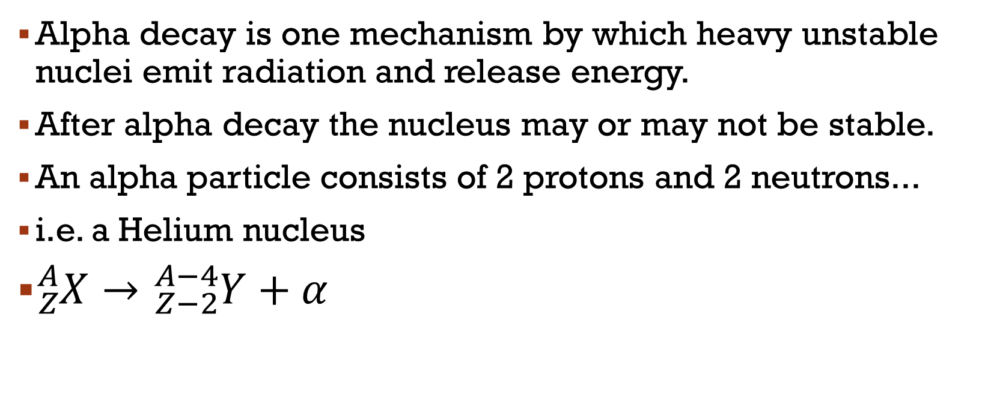 ▪Alpha decay is one mechanism by which heavy unstable
nuclei emit radiation and release energy.
▪After alpha decay the nucleus may or may not be stable.
▪An alpha particle consists of 2 protons and 2 neutrons...
▪i.e. a Helium nucleus
▪$^{A}_{Z}X \rightarrow {}^{A-4}_{Z-2}Y + \alpha$